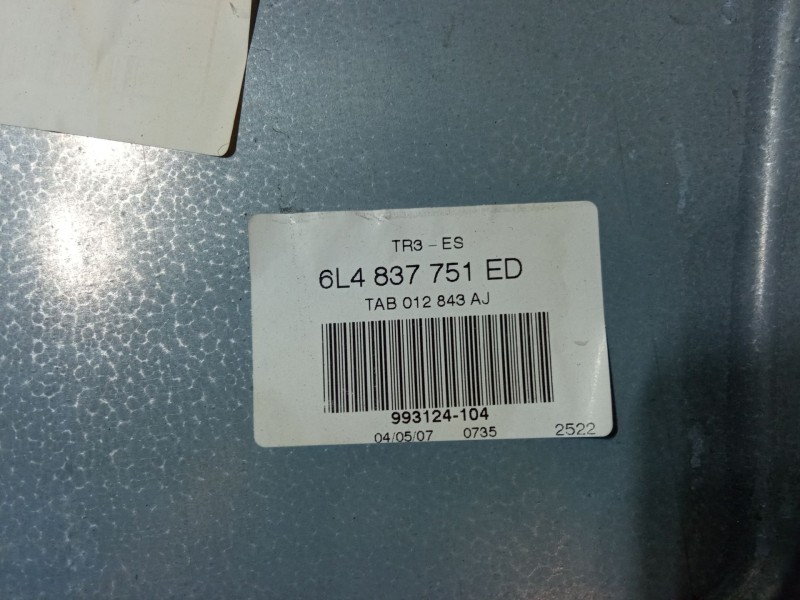 TR3 - ES
6L4 837 751 ED
TAB 012 843 AJ
993124-104
04/05/07 0735 2522